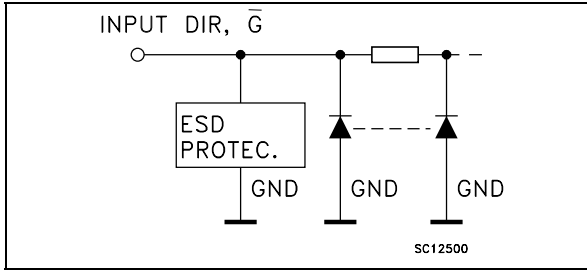 INPUT DIR, G̅
ESD
PROTEC.
GND GND GND
SC12500